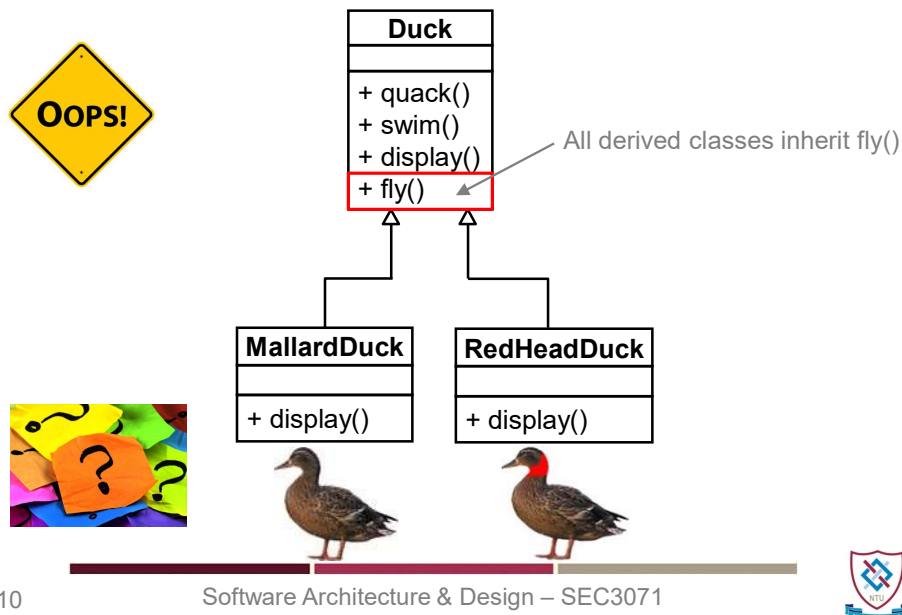 Duck
OOPS!
+ quack()
+ swim()
+ display()
+ fly()
All derived classes inherit fly()
MallardDuck
RedHeadDuck
+ display()
+ display()
?
?
?
10
Software Architecture & Design – SEC3071
NTU